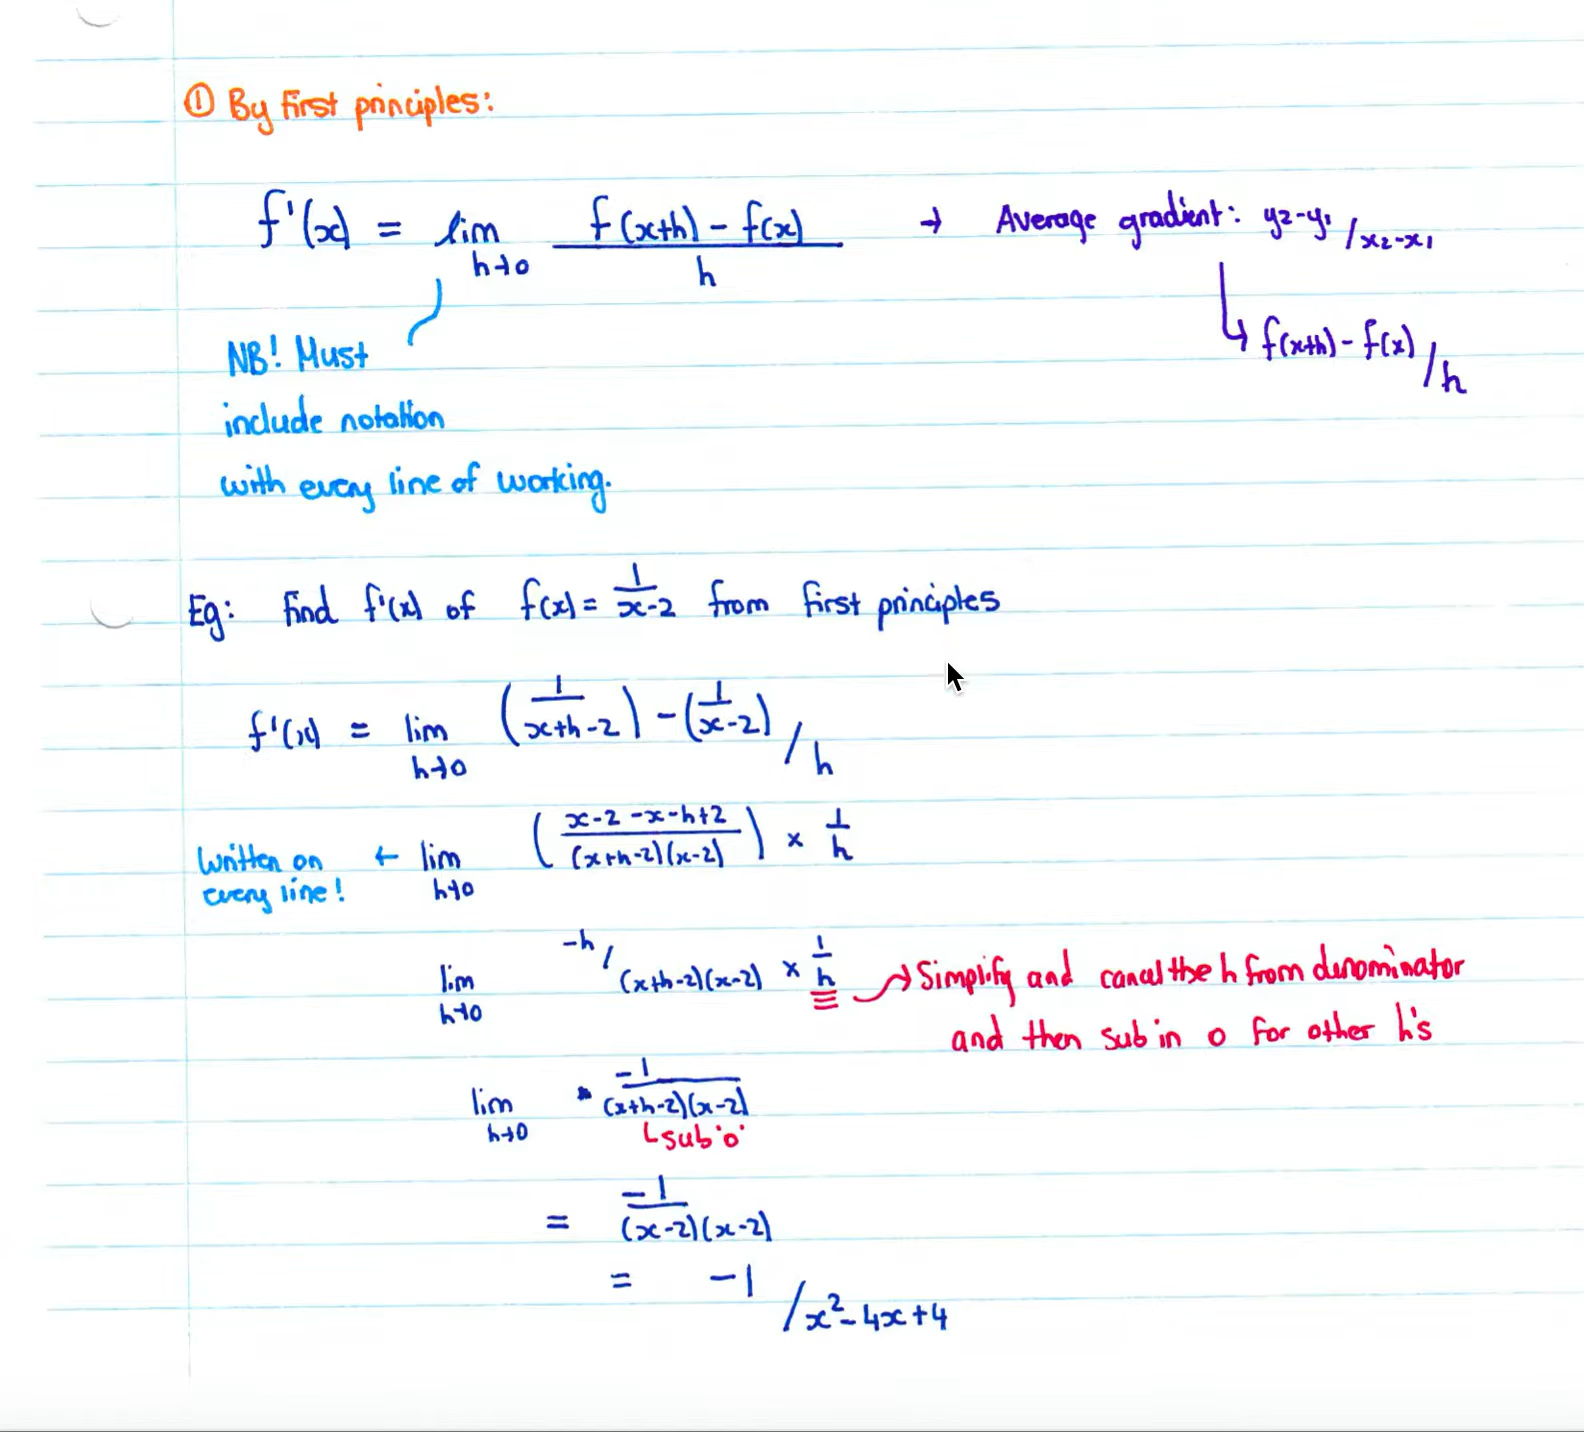 ① By first principles:
f'(x) = lim h→0 f(x+h) - f(x) / h → Average gradient: y2-y1 / x2-x1
↳ f(x+h) - f(x) / h
NB! Must
include notation
with every line of working.
Eg: Find f'(x) of f(x) = 1/x-2 from first principles
f'(x) = lim h→0 (1/x+h-2) - (1/x-2) / h
Written on every line! ← lim h→0 (x-2-x-h+2 / (x+h-2)(x-2)) × 1/h
lim h→0 -h / (x+h-2)(x-2) × 1/h → Simplify and cancel the h from denominator
and then sub in 0 for other h's
lim h→0 -1 / (x+h-2)(x-2)
↳ sub '0'
= -1 / (x-2)(x-2)
= -1 / x²-4x+4